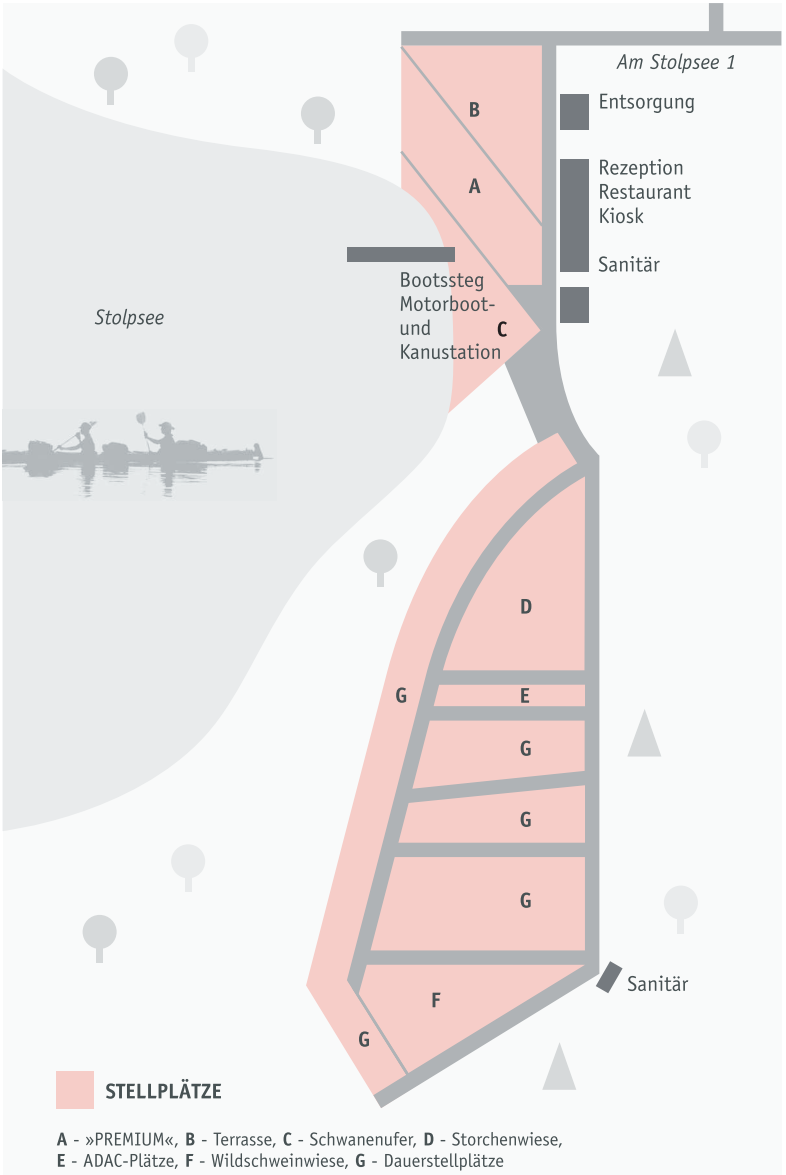 Am Stolpsee 1
Entsorgung
B
Rezeption
Restaurant
Kiosk
A
Sanitär
Bootssteg
Motorboot-
und
Kanustation
C
Stolpsee
D
G
E
G
G
G
Sanitär
F
G
STELLPLÄTZE
A - »PREMIUM«, B - Terrasse, C - Schwanenufer, D - Storchenwiese,
E - ADAC-Plätze, F - Wildschweinwiese, G - Dauerstellplätze